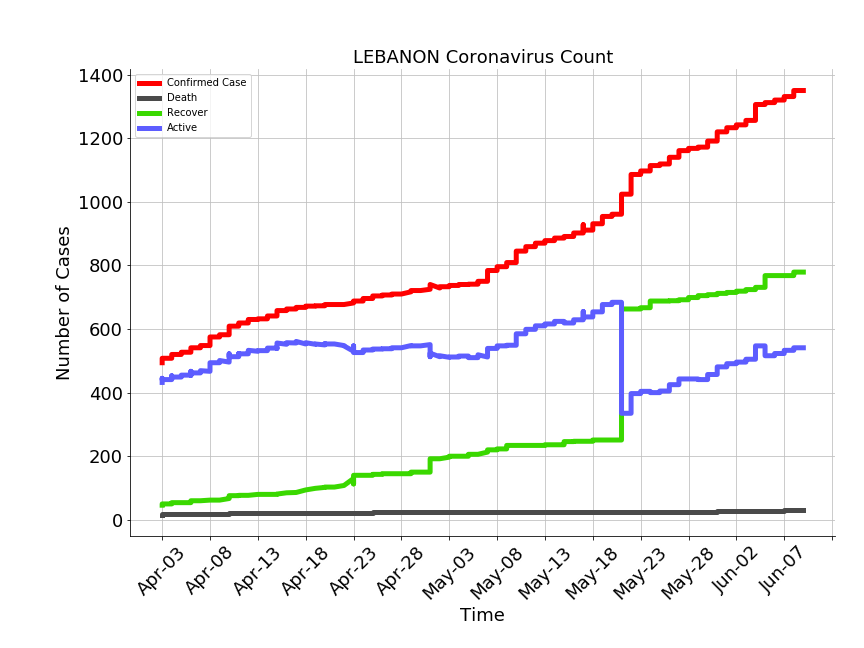 LEBANON Coronavirus Count
Confirmed Case
Death
Recover
Active
Number of Cases
1400
1200
1000
800
600
400
200
0
Apr-03 Apr-08 Apr-13 Apr-18 Apr-23 Apr-28 May-03 May-08 May-13 May-18 May-23 May-28 Jun-02 Jun-07
Time